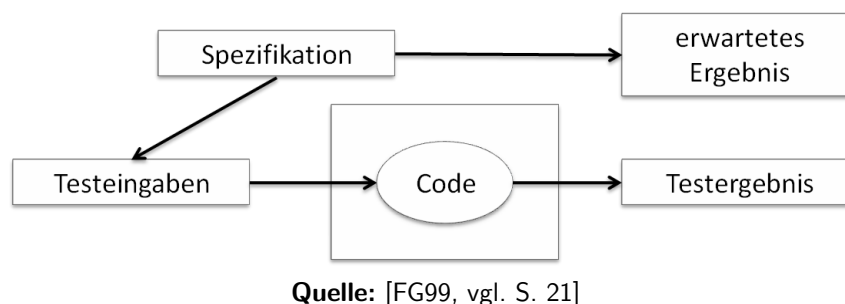 Spezifikation
erwartetes
Ergebnis
Testeingaben
Code
Testergebnis
Quelle: [FG99, vgl. S. 21]